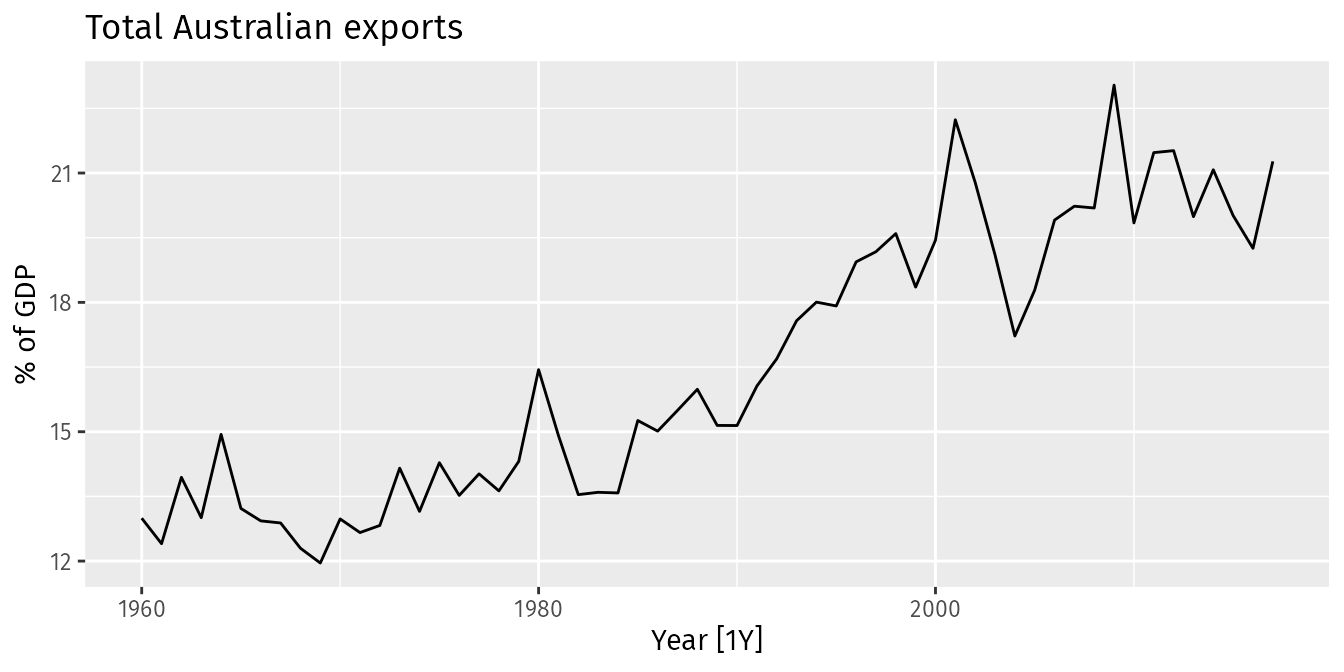 Total Australian exports
% of GDP
21
18
15
12
1960 1980 2000
Year [1Y]